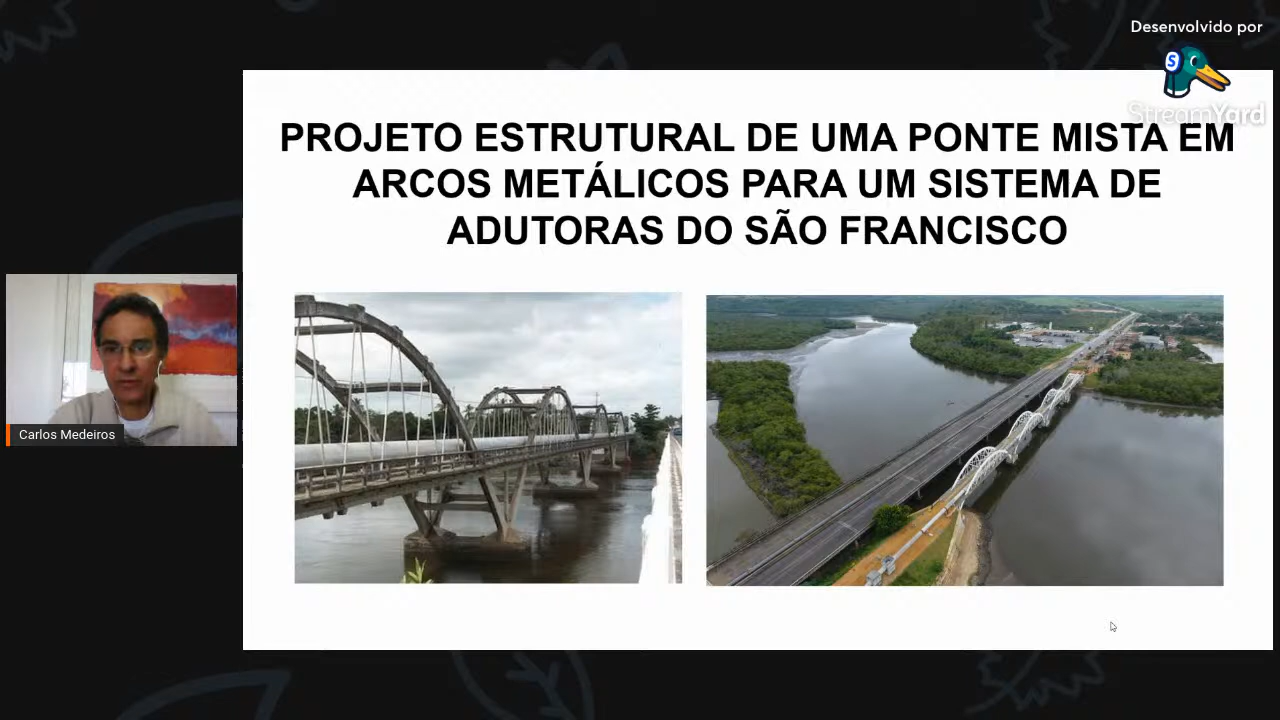 Desenvolvido por
StreamYard
PROJETO ESTRUTURAL DE UMA PONTE MISTA EM
ARCOS METÁLICOS PARA UM SISTEMA DE
ADUTORAS DO SÃO FRANCISCO
Carlos Medeiros